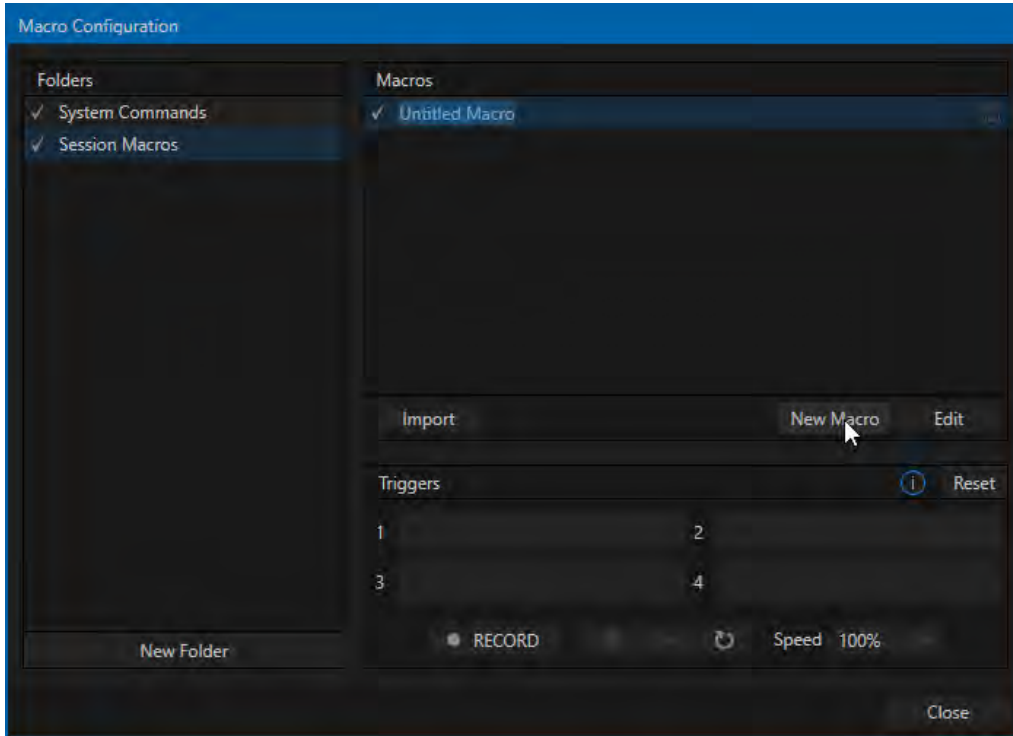 Macro Configuration
Folders
System Commands
Session Macros
New Folder
Macros
Untitled Macro
Import
New Macro
Edit
Triggers
i
Reset
1
2
3
4
RECORD
Speed 100%
Close